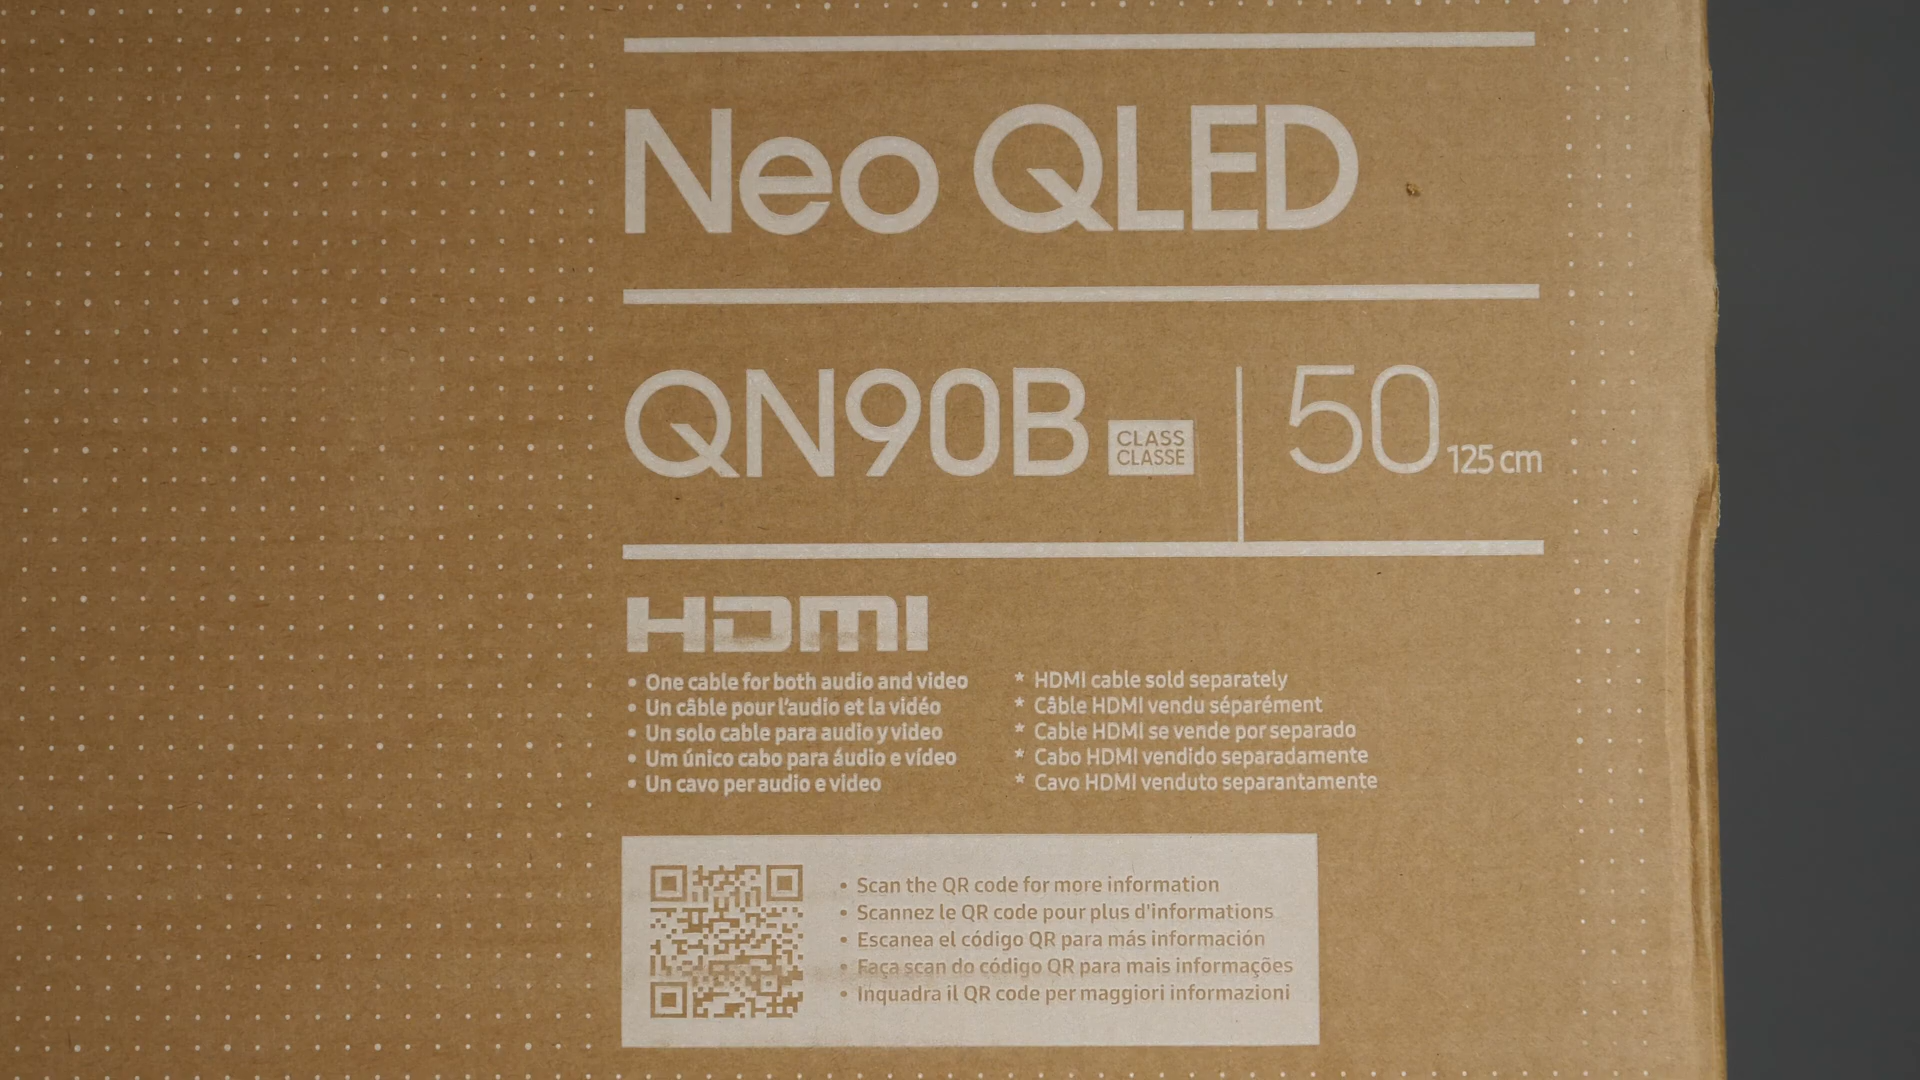 Neo QLED
QN90B CLASS CLASSE 50 125 cm
HDMI
• One cable for both audio and video
• Un câble pour l'audio et la vidéo
• Un solo cable para audio y video
• Um único cabo para áudio e vídeo
• Un cavo per audio e video
* HDMI cable sold separately
* Câble HDMI vendu séparément
* Cable HDMI se vende por separado
* Cabo HDMI vendido separadamente
* Cavo HDMI venduto separantamente
• Scan the QR code for more information
• Scannez le QR code pour plus d'informations
• Escanea el código QR para más información
• Faça scan do código QR para mais informações
• Inquadra il QR code per maggiori informazioni